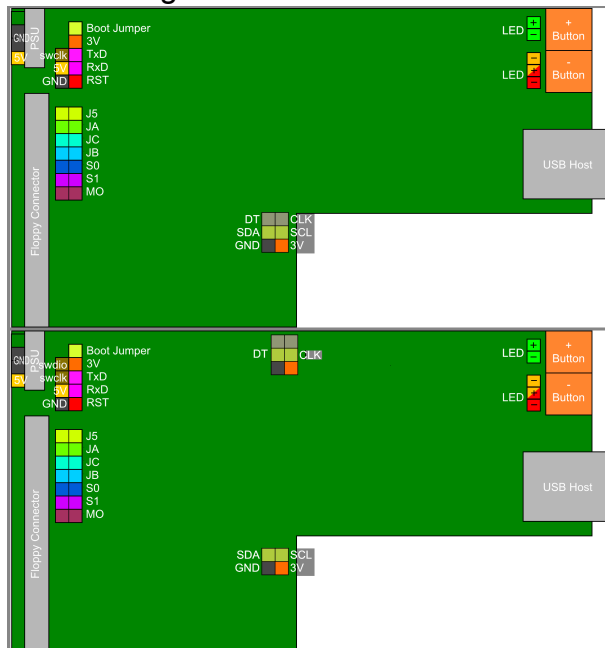 GND
PSU
5V
Boot Jumper
3V
swclk TxD
5V RxD
GND RST
J5
JA
JC
JB
S0
S1
MO
Floppy Connector
LED + -
+ Button
LED - + -
- Button
USB Host
DT CLK
SDA SCL
GND 3V
GND
PSU
5V
Boot Jumper
swdio 3V
swclk TxD
5V RxD
GND RST
J5
JA
JC
JB
S0
S1
MO
Floppy Connector
DT CLK
LED + -
+ Button
LED - + -
- Button
USB Host
SDA SCL
GND 3V